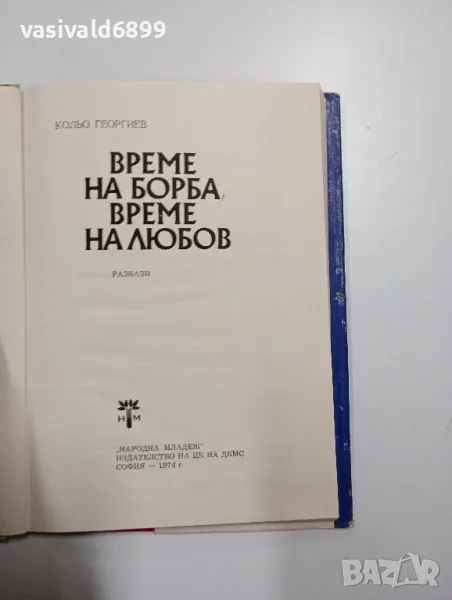 vasivald6899
КОЛЬО ГЕОРГИЕВ
ВРЕМЕ
НА БОРБА,
ВРЕМЕ
НА ЛЮБОВ
РАЗКАЗИ
Н М
„НАРОДНА МЛАДЕЖ“
ИЗДАТЕЛСТВО НА ЦК НА ДКМС
СОФИЯ — 1974 г.
BAZAR